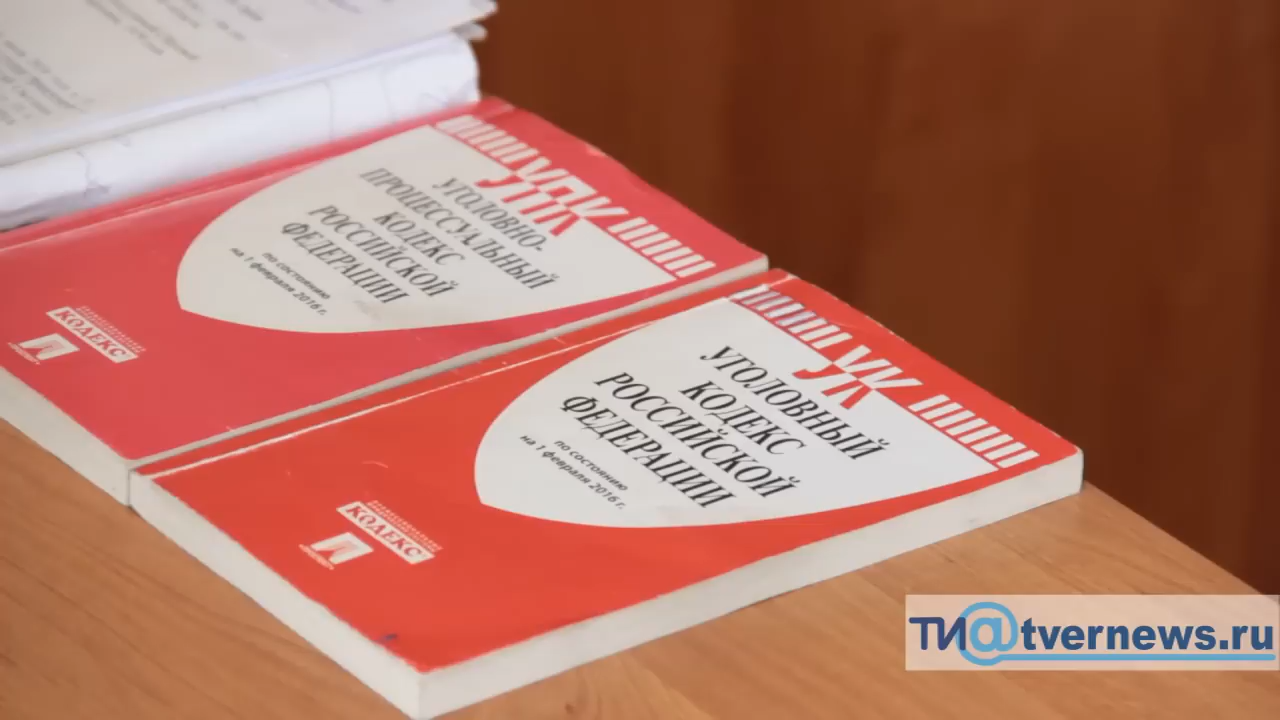 УПК
УГОЛОВНО-
ПРОЦЕССУАЛЬНЫЙ
КОДЕКС
РОССИЙСКОЙ
ФЕДЕРАЦИИ
по состоянию
на 1 февраля 2016 г.
КОДЕКС
УК
УГОЛОВНЫЙ
КОДЕКС
РОССИЙСКОЙ
ФЕДЕРАЦИИ
по состоянию
на 1 февраля 2016 г.
КОДЕКС
ТИ@tvernews.ru